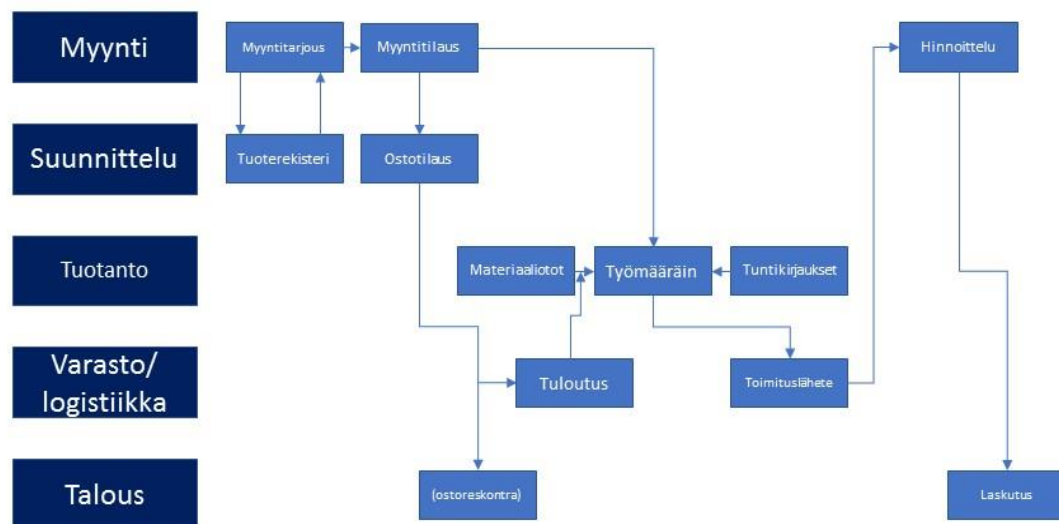 Myynti
Myyntitarjous
Myyntitilaus
Hinnoittelu
Suunnittelu
Tuoterekisteri
Ostotilaus
Tuotanto
Materiaaliotot
Työmääräin
Tuntikirjaukset
Varasto/
logistiikka
Tuloutus
Toimituslähete
Talous
(ostoreskontra)
Laskutus